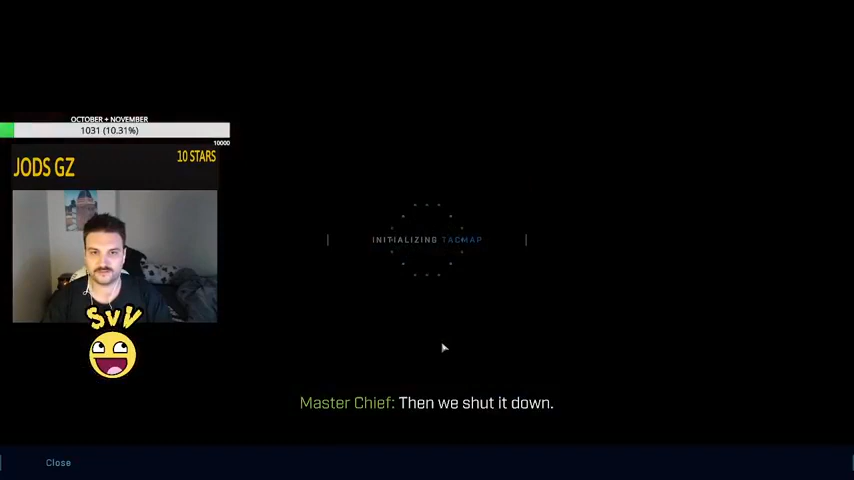 OCTOBER + NOVEMBER
1031 (10.31%)
10000
JODS GZ
10 STARS
INITIALIZING TACMAP
SvV
Master Chief: Then we shut it down.
Close